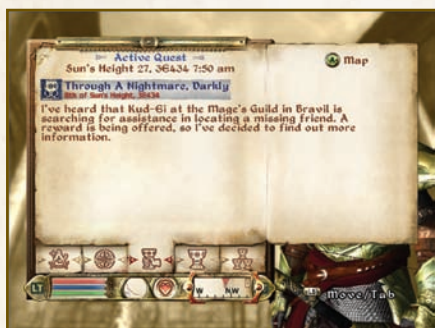 Active Quest
Sun's Height 27, 3E434 7:50 am
Map
Through A Nightmare, Darkly
8th of Sun's Height, 3E434
I've heard that Kud-Ei at the Mage's Guild in Bravil is
searching for assistance in locating a missing friend. A
reward is being offered, so I've decided to find out more
information.
LT
W NW
Move/Tab